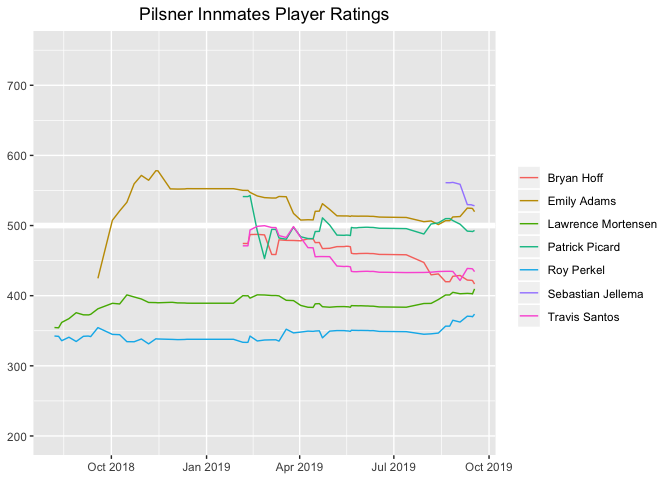 Pilsner Innmates Player Ratings
700
600
500
400
300
200
Oct 2018 Jan 2019 Apr 2019 Jul 2019 Oct 2019
Bryan Hoff
Emily Adams
Lawrence Mortensen
Patrick Picard
Roy Perkel
Sebastian Jellema
Travis Santos